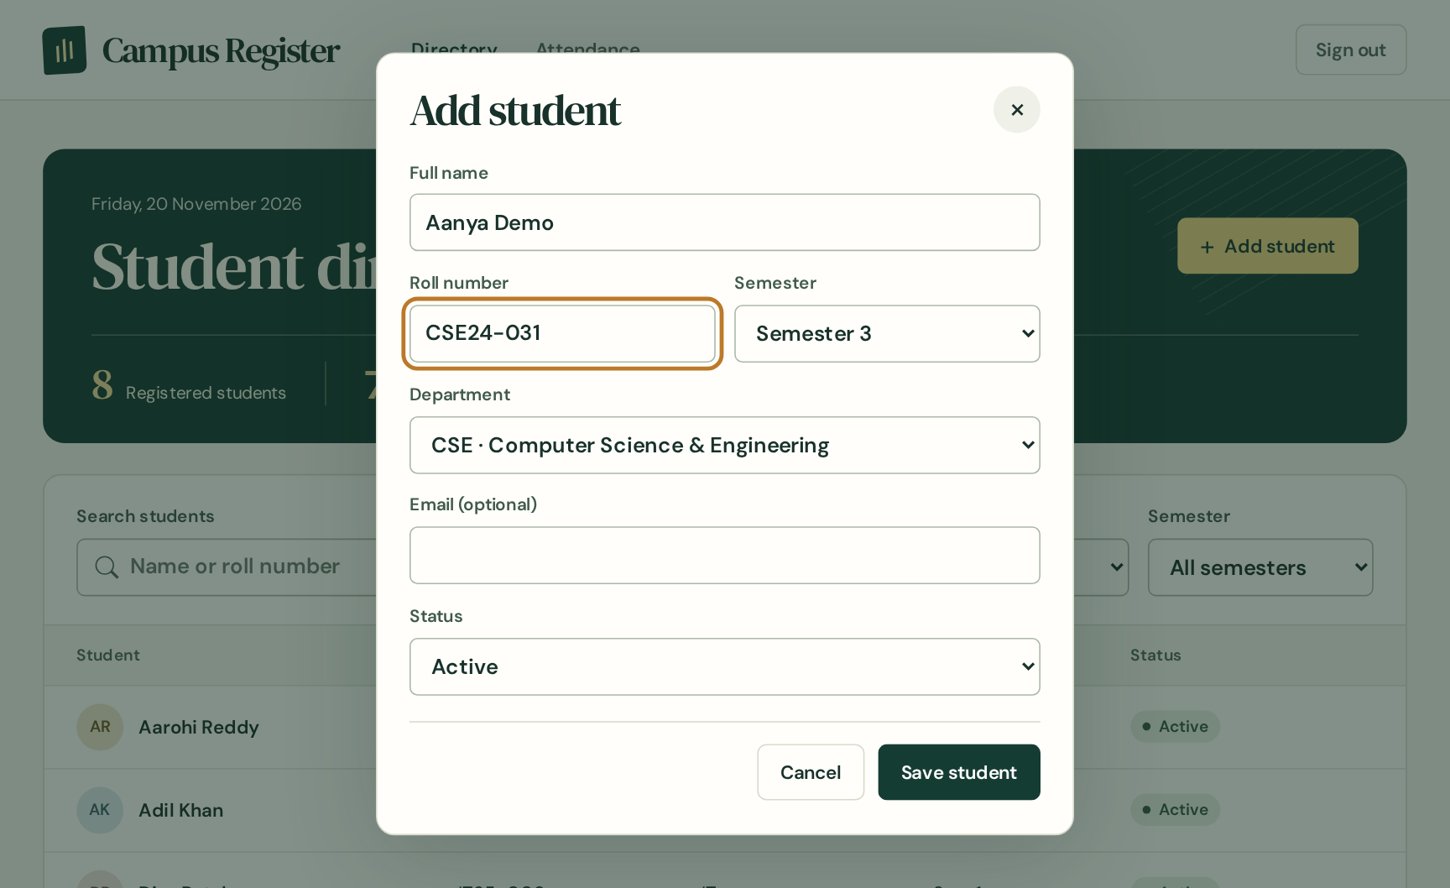 Campus Register
Directory
Attendance
Sign out
Friday, 20 November 2026
Student
+ Add student
8 Registered students
Add student
×
Full name
Aanya Demo
Roll number
Semester
CSE24-031
Semester 3
Department
CSE · Computer Science & Engineering
Email (optional)
Status
Active
Cancel
Save student
Search students
Semester
Name or roll number
All semesters
Student
Status
AR Aarohi Reddy
Active
AK Adil Khan
Active
Active